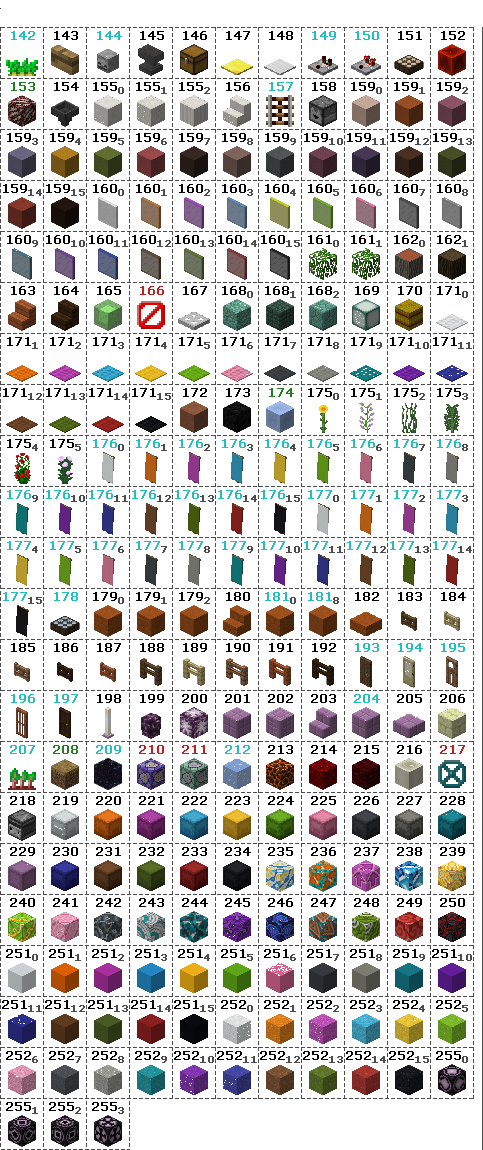 142 143 144 145 146 147 148 149 150 151 152
153 154 155₀ 155₁ 155₂ 156 157 158 159₀ 159₁ 159₂
159₃ 159₄ 159₅ 159₆ 159₇ 159₈ 159₉ 159₁₀ 159₁₁ 159₁₂ 159₁₃
159₁₄ 159₁₅ 160₀ 160₁ 160₂ 160₃ 160₄ 160₅ 160₆ 160₇ 160₈
160₉ 160₁₀ 160₁₁ 160₁₂ 160₁₃ 160₁₄ 160₁₅ 161₀ 161₁ 162₀ 162₁
163 164 165 166 167 168₀ 168₁ 168₂ 169 170 171₀
171₁ 171₂ 171₃ 171₄ 171₅ 171₆ 171₇ 171₈ 171₉ 171₁₀ 171₁₁
171₁₂ 171₁₃ 171₁₄ 171₁₅ 172 173 174 175₀ 175₁ 175₂ 175₃
175₄ 175₅ 176₀ 176₁ 176₂ 176₃ 176₄ 176₅ 176₆ 176₇ 176₈
176₉ 176₁₀ 176₁₁ 176₁₂ 176₁₃ 176₁₄ 176₁₅ 177₀ 177₁ 177₂ 177₃
177₄ 177₅ 177₆ 177₇ 177₈ 177₉ 177₁₀ 177₁₁ 177₁₂ 177₁₃ 177₁₄
177₁₅ 178 179₀ 179₁ 179₂ 180 181₀ 181₈ 182 183 184
185 186 187 188 189 190 191 192 193 194 195
196 197 198 199 200 201 202 203 204 205 206
207 208 209 210 211 212 213 214 215 216 217
218 219 220 221 222 223 224 225 226 227 228
229 230 231 232 233 234 235 236 237 238 239
240 241 242 243 244 245 246 247 248 249 250
251₀ 251₁ 251₂ 251₃ 251₄ 251₅ 251₆ 251₇ 251₈ 251₉ 251₁₀
251₁₁ 251₁₂ 251₁₃ 251₁₄ 251₁₅ 252₀ 252₁ 252₂ 252₃ 252₄ 252₅
252₆ 252₇ 252₈ 252₉ 252₁₀ 252₁₁ 252₁₂ 252₁₃ 252₁₄ 252₁₅ 255₀
255₁ 255₂ 255₃